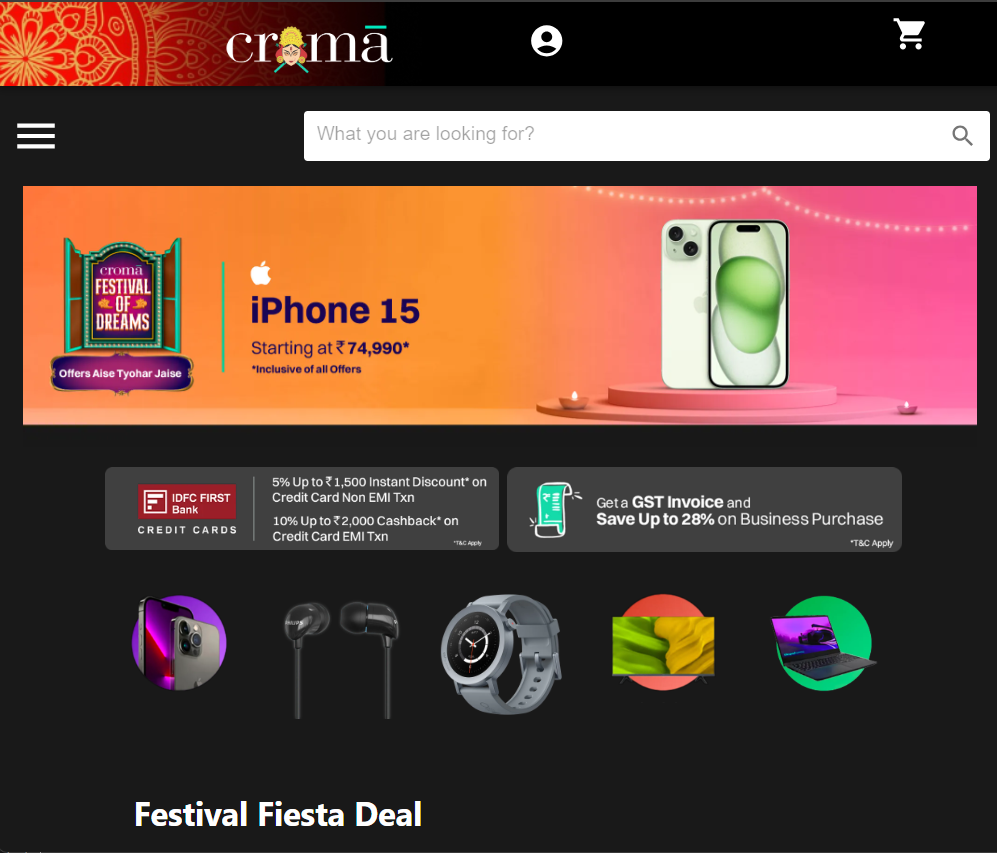 cromā
What you are looking for?
cromā
FESTIVAL
OF
DREAMS
Offers Aise Tyohar Jaise
iPhone 15
Starting at ₹74,990*
*Inclusive of all Offers
IDFC FIRST
Bank
CREDIT CARDS
5% Up to ₹1,500 Instant Discount* on
Credit Card Non EMI Txn
10% Up to ₹2,000 Cashback* on
Credit Card EMI Txn
*T&C Apply
Get a GST Invoice and
Save Up to 28% on Business Purchase
*T&C Apply
PHILIPS
Festival Fiesta Deal